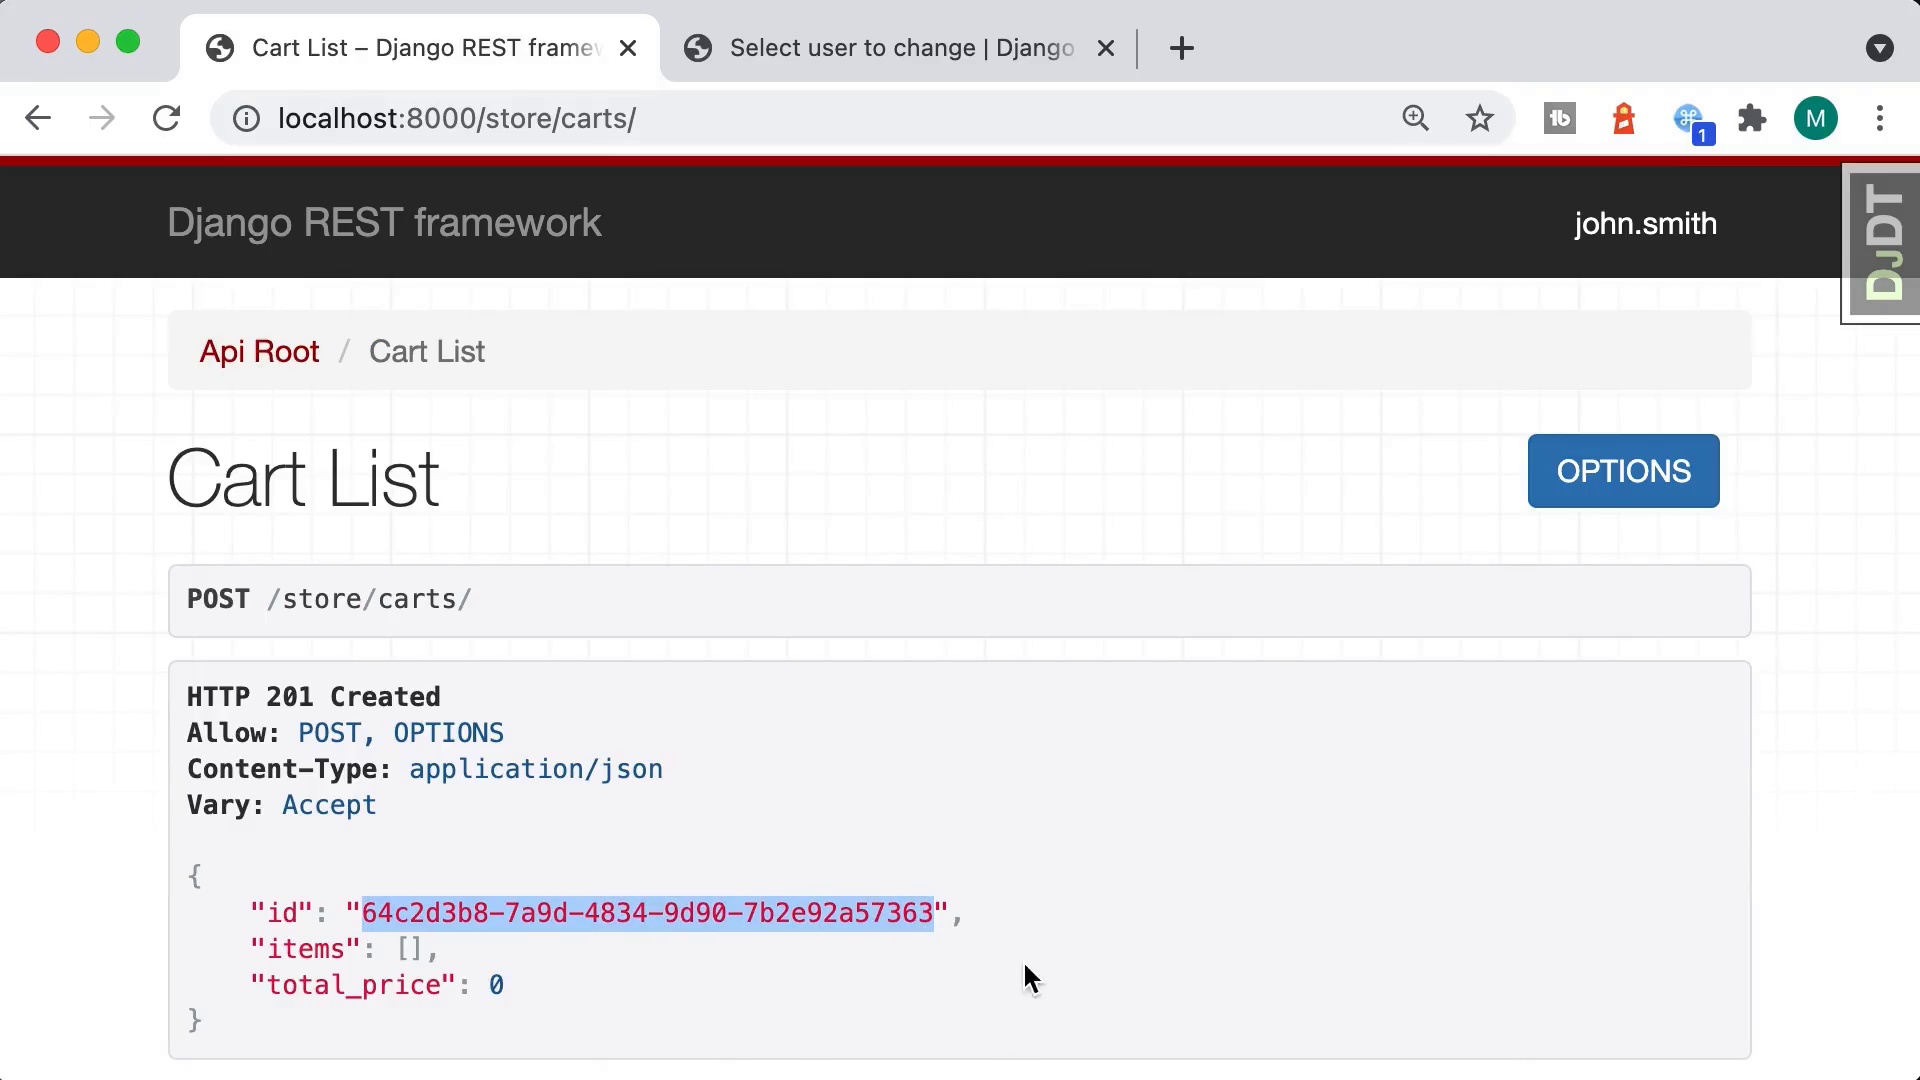 Cart List – Django REST framew
Select user to change | Django
localhost:8000/store/carts/
1
M
Django REST framework
john.smith
DJDT
Api Root / Cart List
Cart List
OPTIONS
POST /store/carts/
HTTP 201 Created
Allow: POST, OPTIONS
Content-Type: application/json
Vary: Accept
{
"id": "64c2d3b8-7a9d-4834-9d90-7b2e92a57363",
"items": [],
"total_price": 0
}